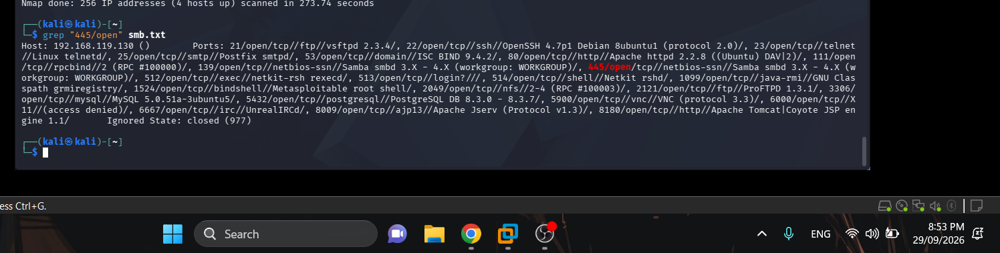 Nmap done: 256 IP addresses (4 hosts up) scanned in 273.74 seconds
(kali㉿kali)-[~]
$ grep "445/open" smb.txt
Host: 192.168.119.130 () Ports: 21/open/tcp//ftp//vsftpd 2.3.4/, 22/open/tcp//ssh//OpenSSH 4.7p1 Debian 8ubuntu1 (protocol 2.0)/, 23/open/tcp//telnet
//Linux telnetd/, 25/open/tcp//smtp//Postfix smtpd/, 53/open/tcp//domain//ISC BIND 9.4.2/, 80/open/tcp//http//Apache httpd 2.2.8 ((Ubuntu) DAV|2)/, 111/open
/tcp//rpcbind//2 (RPC #100000)/, 139/open/tcp//netbios-ssn//Samba smbd 3.X - 4.X (workgroup: WORKGROUP)/, 445/open/tcp//netbios-ssn//Samba smbd 3.X - 4.X (w
orkgroup: WORKGROUP)/, 512/open/tcp//exec//netkit-rsh rexecd/, 513/open/tcp//login?///, 514/open/tcp//shell//Netkit rshd/, 1099/open/tcp//java-rmi//GNU Clas
spath grmiregistry/, 1524/open/tcp//bindshell//Metasploitable root shell/, 2049/open/tcp//nfs//2-4 (RPC #100003)/, 2121/open/tcp//ftp//ProFTPD 1.3.1/, 3306/
open/tcp//mysql//MySQL 5.0.51a-3ubuntu5/, 5432/open/tcp//postgresql//PostgreSQL DB 8.3.0 - 8.3.7/, 5900/open/tcp//vnc//VNC (protocol 3.3)/, 6000/open/tcp//X
11//(access denied)/, 6667/open/tcp//irc//UnrealIRCd/, 8009/open/tcp//ajp13//Apache Jserv (Protocol v1.3)/, 8180/open/tcp//http//Apache Tomcat|Coyote JSP en
gine 1.1/ Ignored State: closed (977)
(kali㉿kali)-[~]
$
ess Ctrl+G.
Search
ENG
8:53 PM
29/09/2026